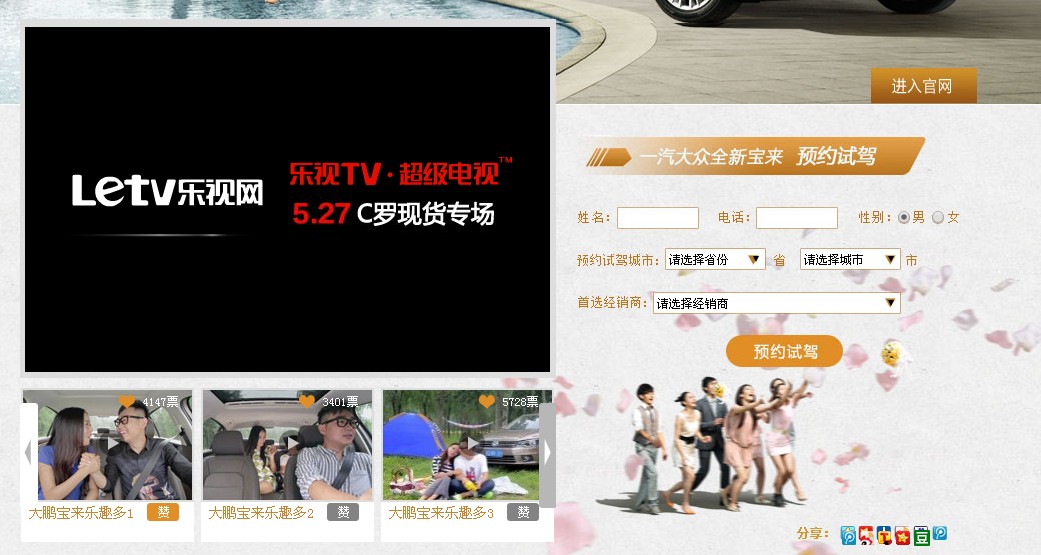 进入官网
Letv乐视网
乐视TV·超级电视™
5.27 C罗现货专场
一汽大众全新宝来 预约试驾
姓名： 电话： 性别： 男 女
预约试驾城市： 请选择省份 省 请选择城市 市
首选经销商： 请选择经销商
预约试驾
4147票
3401票
5728票
大鹏宝来乐趣多1 赞
大鹏宝来乐趣多2 赞
大鹏宝来乐趣多3 赞
分享： 豆